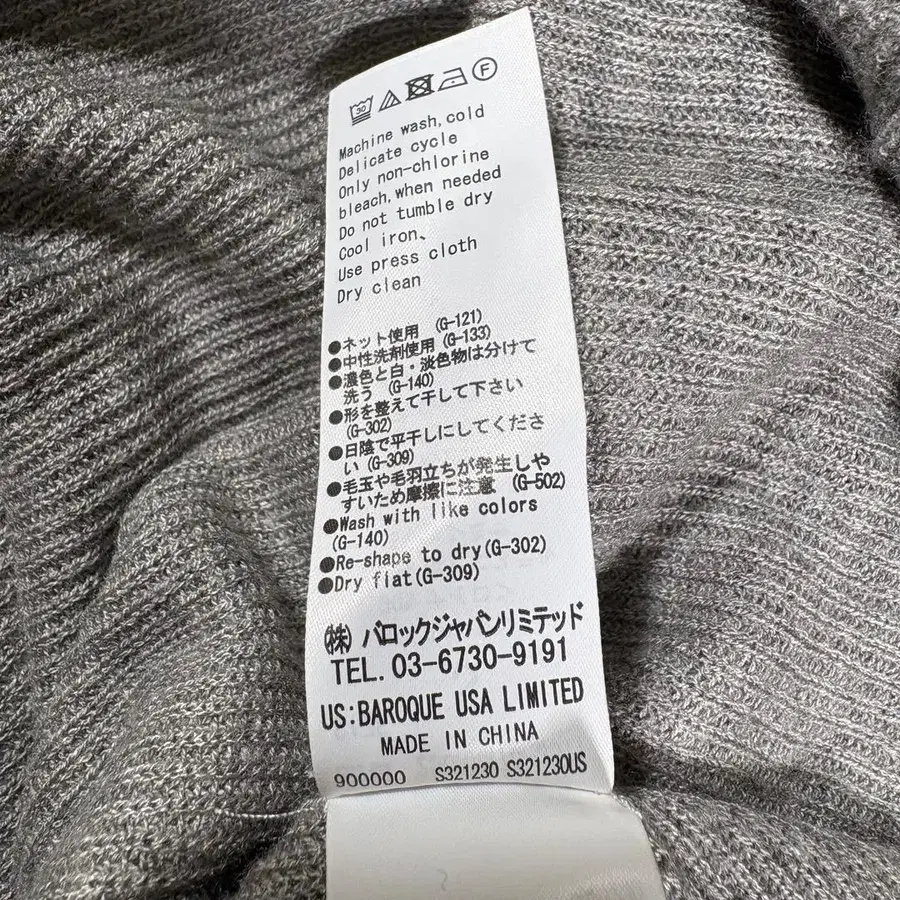 30 F
Machine wash,cold
Delicate cycle
Only non-chlorine
bleach,when needed
Do not tumble dry
Cool iron、
Use press cloth
Dry clean
●ネット使用 (G-121)
●中性洗剤使用(G-133)
●濃色と白・淡色物は分けて
洗う(G-140)
●形を整えて干して下さい
(G-302)
●日陰で平干しにしてくださ
い(G-309)
●毛玉や毛羽立ちが発生しや
すいため摩擦に注意 (G-502)
●Wash with like colors
(G-140)
●Re-shape to dry(G-302)
●Dry flat(G-309)
(株)バロックジャパンリミテッド
TEL. 03-6730-9191
US:BAROQUE USA LIMITED
MADE IN CHINA
900000 S321230 S321230US